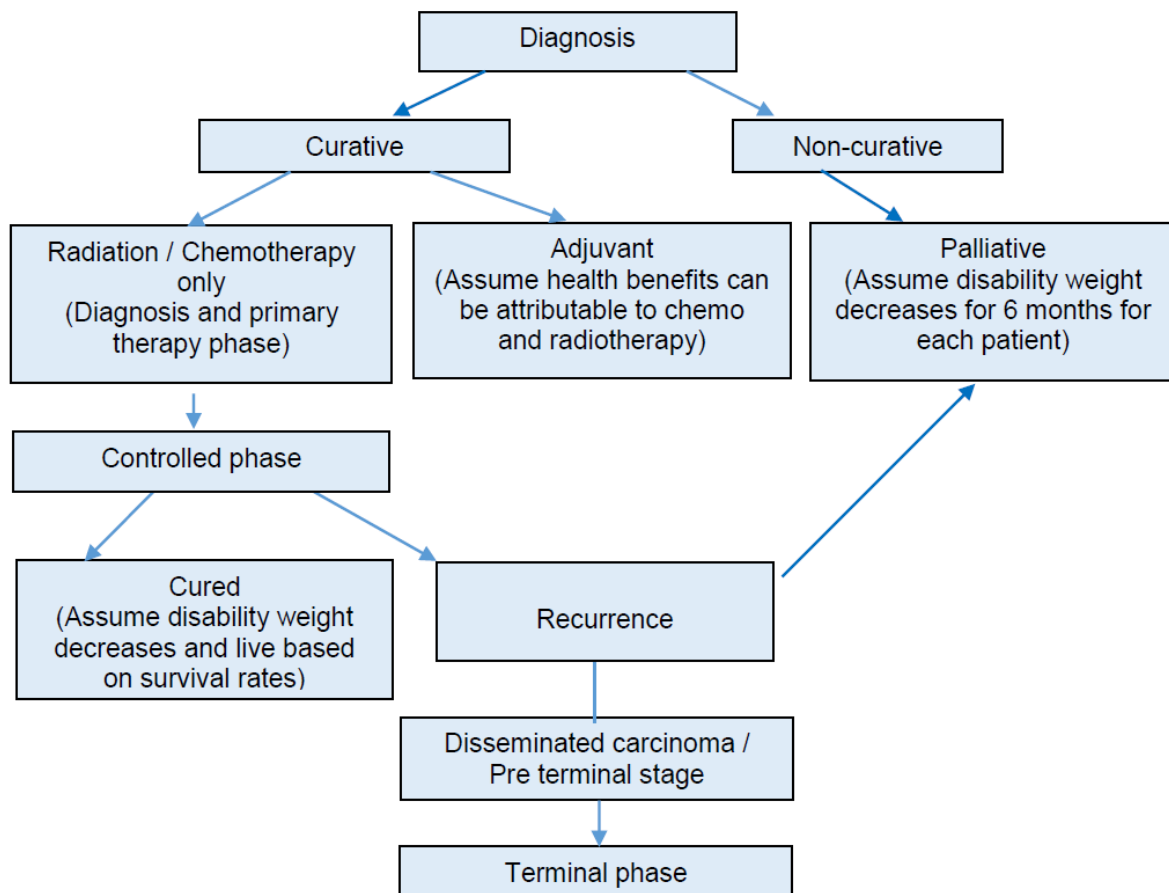 Diagnosis
Curative
Non-curative
Radiation / Chemotherapy
only
(Diagnosis and primary
therapy phase)
Adjuvant
(Assume health benefits can
be attributable to chemo
and radiotherapy)
Palliative
(Assume disability weight
decreases for 6 months for
each patient)
Controlled phase
Cured
(Assume disability weight
decreases and live based
on survival rates)
Recurrence
Disseminated carcinoma /
Pre terminal stage
Terminal phase